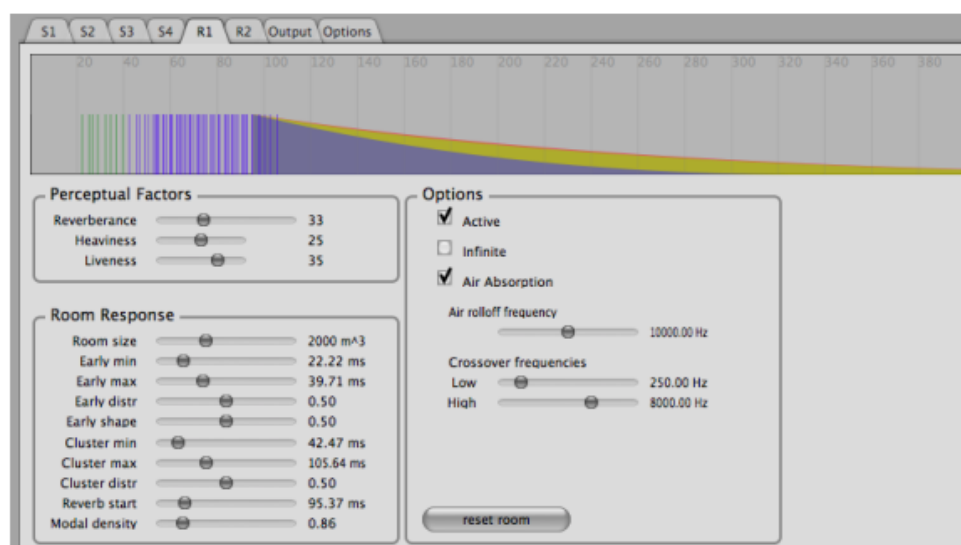 S1 S2 S3 S4 R1 R2 Output Options
20 40 60 80 100 120 140 160 180 200 220 240 260 280 300 320 340 360 380
Perceptual Factors
Reverberance 33
Heaviness 25
Liveness 35
Room Response
Room size 2000 m^3
Early min 22.22 ms
Early max 39.71 ms
Early distr 0.50
Early shape 0.50
Cluster min 42.47 ms
Cluster max 105.64 ms
Cluster distr 0.50
Reverb start 95.37 ms
Modal density 0.86
Options
Active
Infinite
Air Absorption
Air rolloff frequency
10000.00 Hz
Crossover frequencies
Low 250.00 Hz
High 8000.00 Hz
reset room